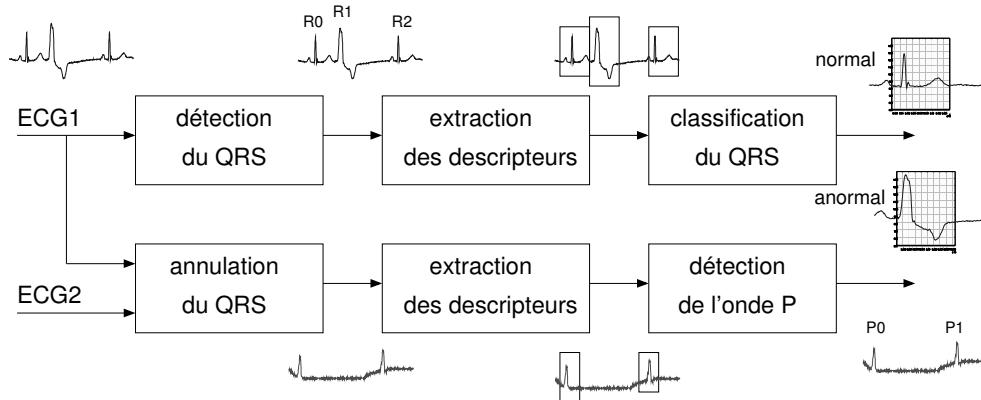 R0 R1 R2
normal
ECG1
détection
du QRS
extraction
des descripteurs
classification
du QRS
anormal
ECG2
annulation
du QRS
extraction
des descripteurs
détection
de l'onde P
P0 P1